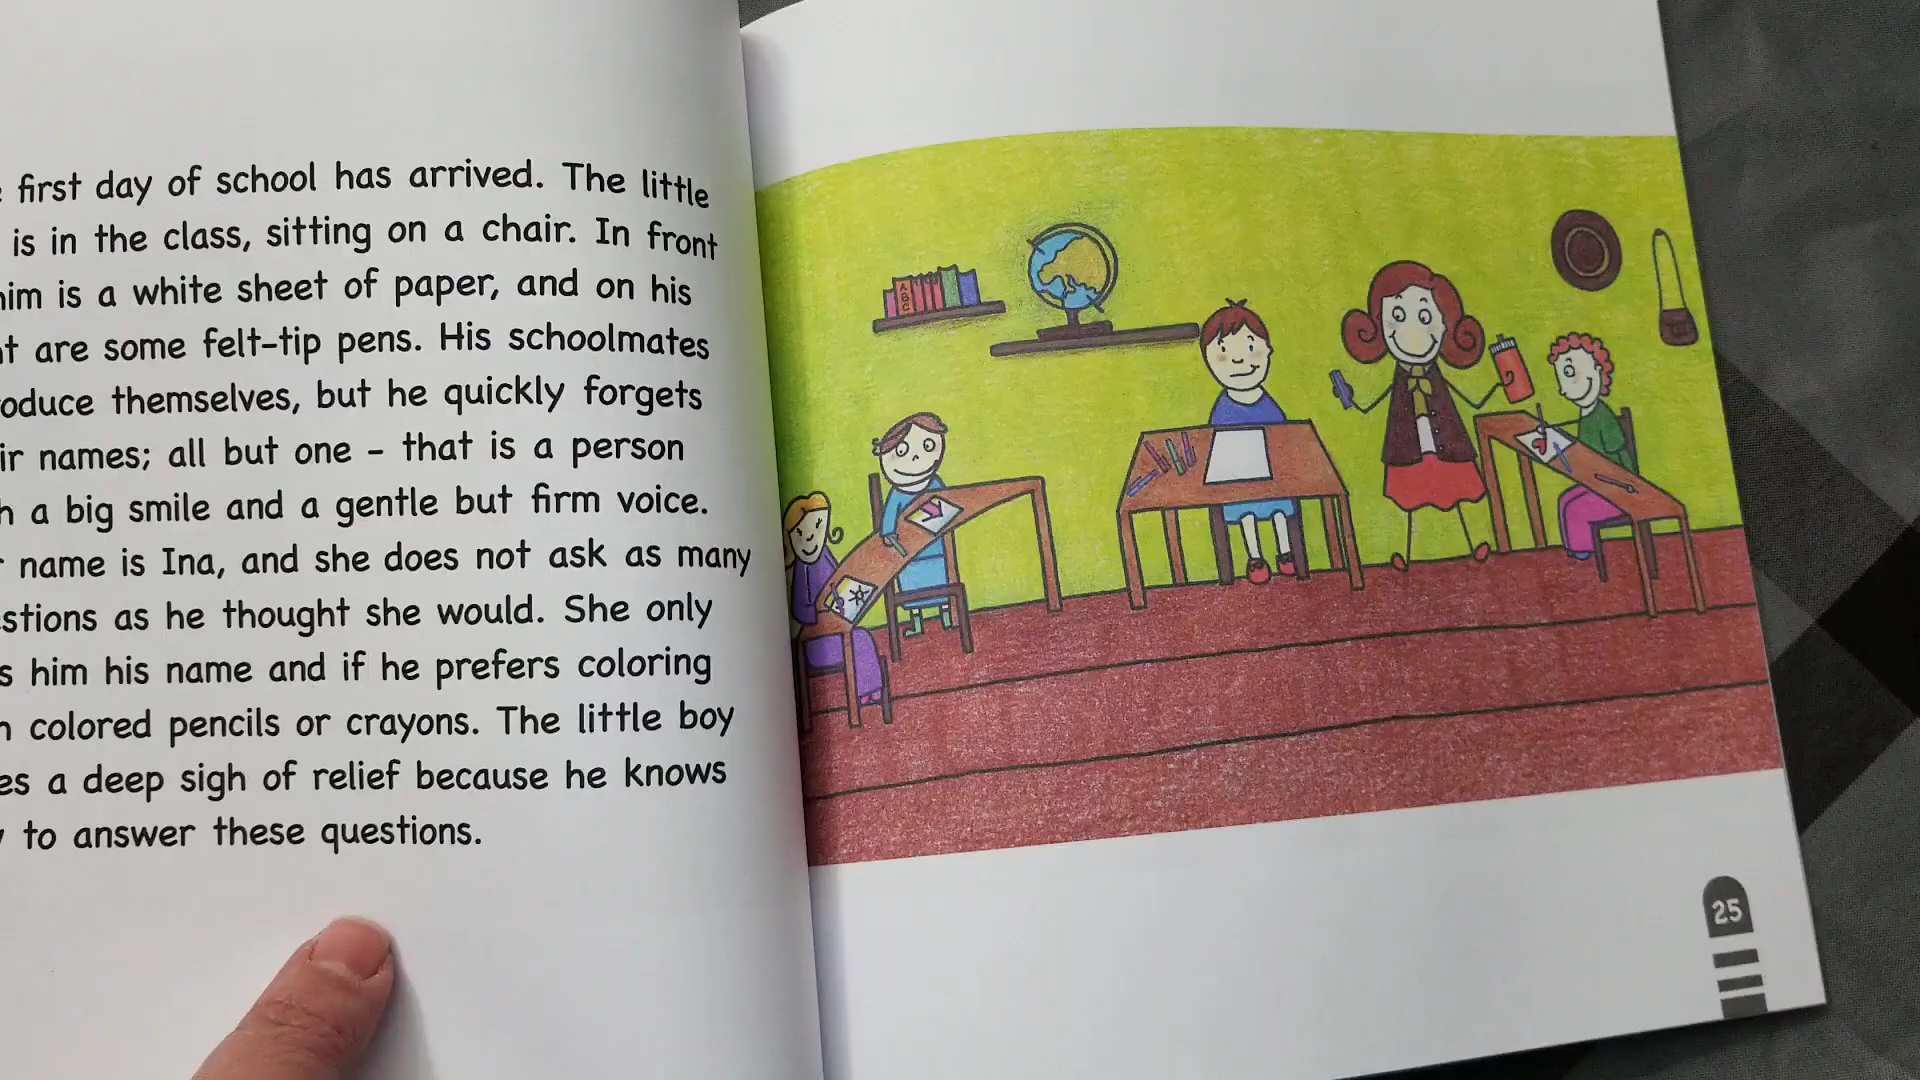 first day of school has arrived. The little
is in the class, sitting on a chair. In front
him is a white sheet of paper, and on his
are some felt-tip pens. His schoolmates
themselves, but he quickly forgets
names; all but one - that is a person
a big smile and a gentle but firm voice.
name is Ina, and she does not ask as many
as he thought she would. She only
him his name and if he prefers coloring
colored pencils or crayons. The little boy
a deep sigh of relief because he knows
to answer these questions.
ABC
25